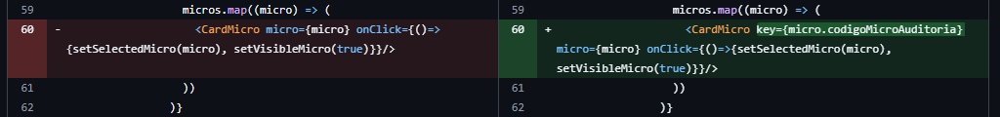 59 micros.map((micro) => (
60 - <CardMicro micro={micro} onClick={()=>
{setSelectedMicro(micro), setVisibleMicro(true)}}/>
61 ))
62 )}
59 micros.map((micro) => (
60 + <CardMicro key={micro.codigoMicroAuditoria}
micro={micro} onClick={()=>{setSelectedMicro(micro),
setVisibleMicro(true)}}/>
61 ))
62 )}